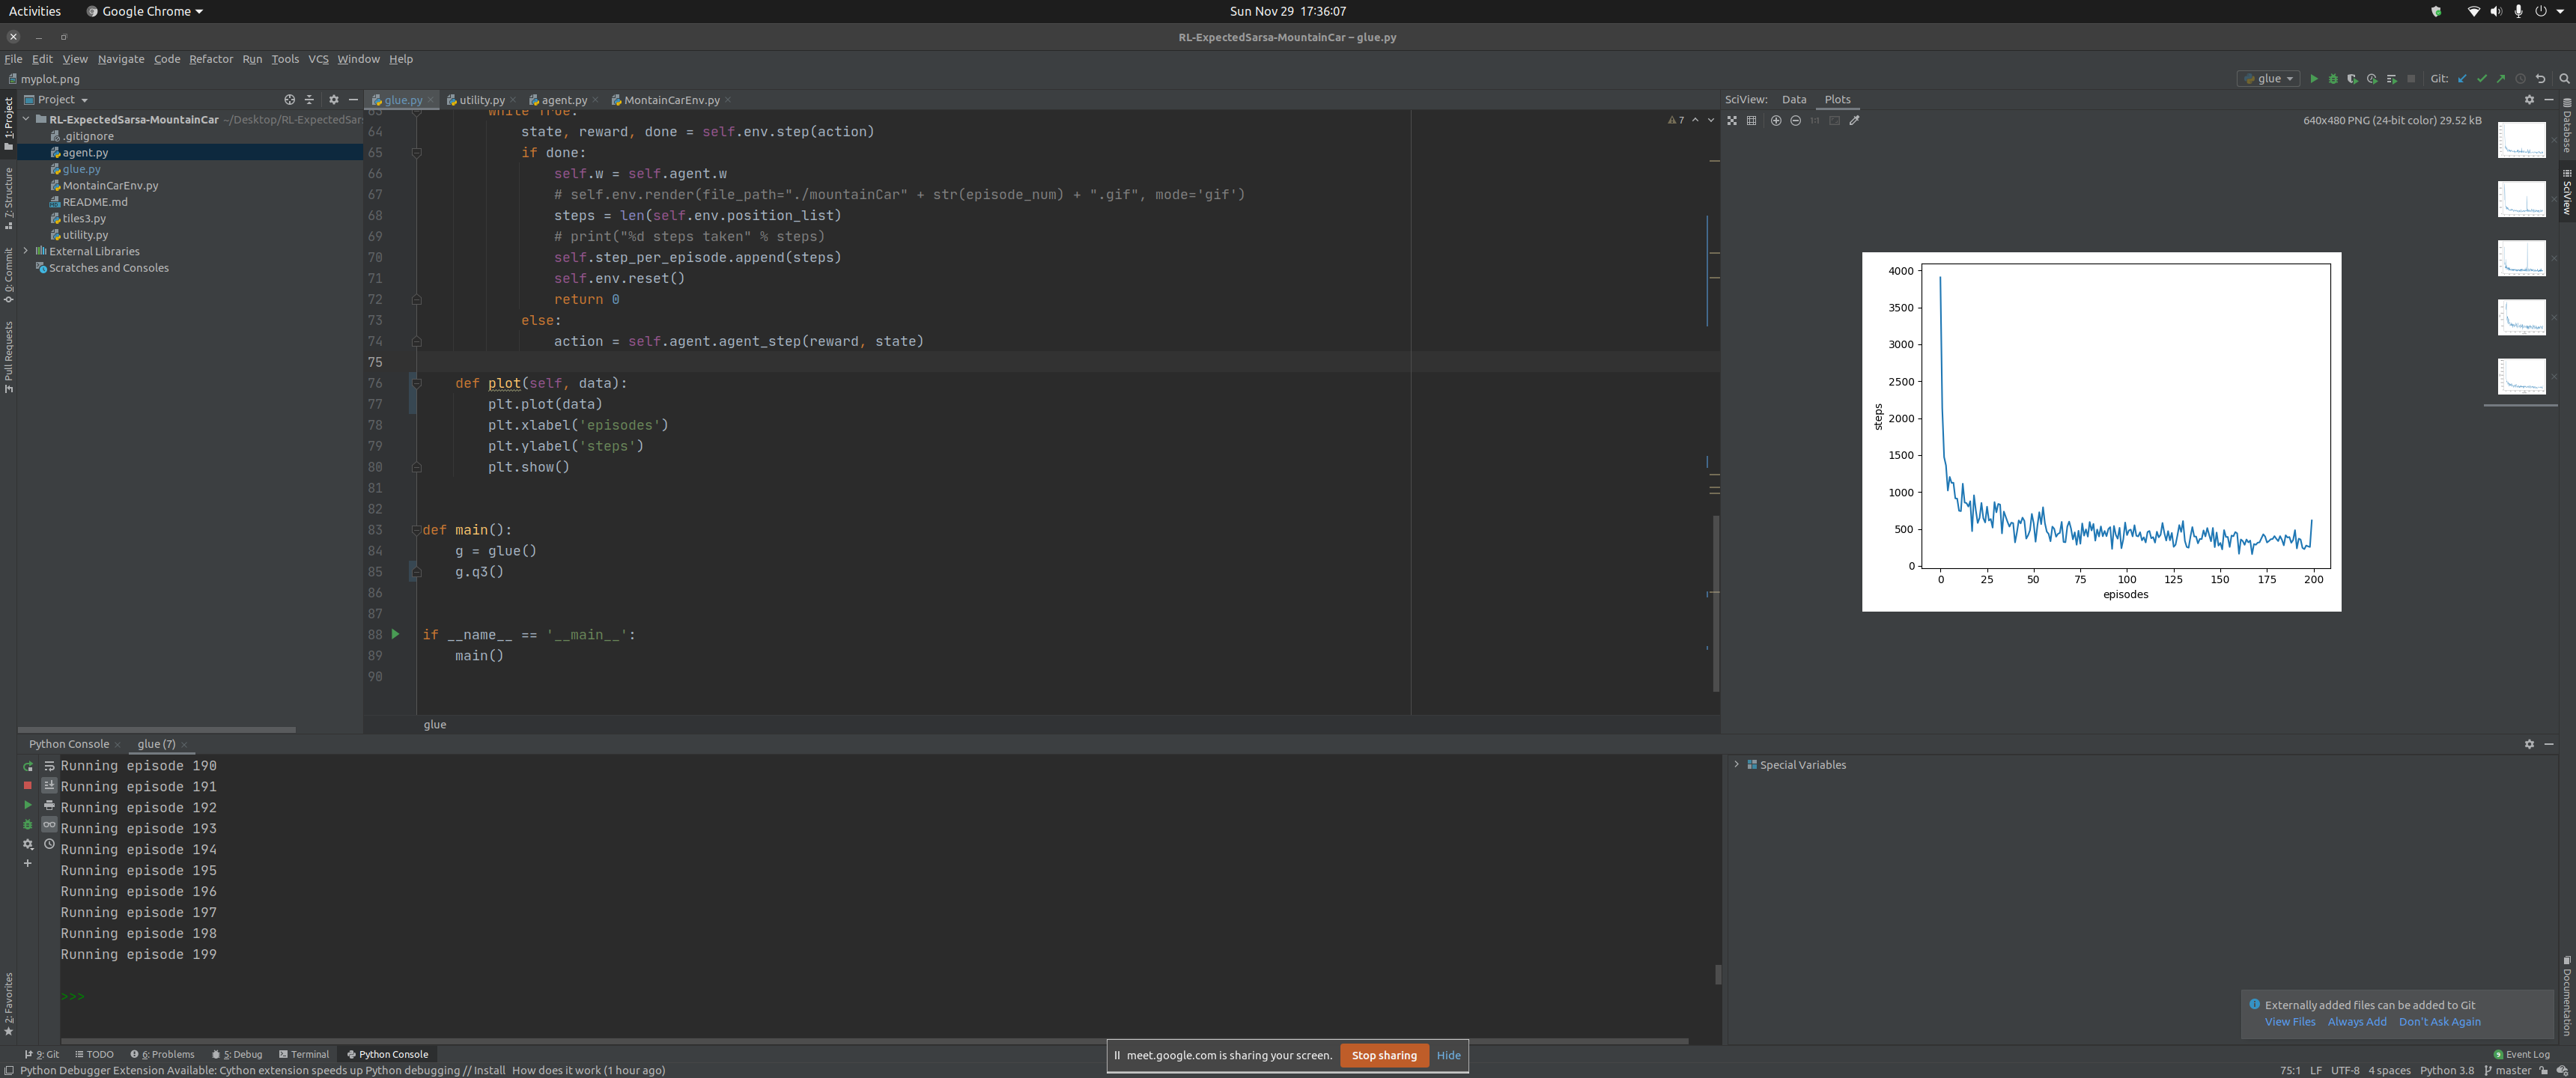 Activities
Google Chrome
Sun Nov 29 17:36:07
RL-ExpectedSarsa-MountainCar – glue.py
File Edit View Navigate Code Refactor Run Tools VCS Window Help
myplot.png
glue
Git:
1: Project
7: Structure
0: Commit
Pull Requests
2: Favorites
Project
RL-ExpectedSarsa-MountainCar ~/Desktop/RL-ExpectedSar
.gitignore
agent.py
glue.py
MontainCarEnv.py
README.md
tiles3.py
utility.py
External Libraries
Scratches and Consoles
glue.py utility.py agent.py MontainCarEnv.py
7
63 while True:
64 state, reward, done = self.env.step(action)
65 if done:
66 self.w = self.agent.w
67 # self.env.render(file_path="./mountainCar" + str(episode_num) + ".gif", mode='gif')
68 steps = len(self.env.position_list)
69 # print("%d steps taken" % steps)
70 self.step_per_episode.append(steps)
71 self.env.reset()
72 return 0
73 else:
74 action = self.agent.agent_step(reward, state)
75
76 def plot(self, data):
77 plt.plot(data)
78 plt.xlabel('episodes')
79 plt.ylabel('steps')
80 plt.show()
81
82
83 def main():
84 g = glue()
85 g.q3()
86
87
88 if __name__ == '__main__':
89 main()
90
glue
SciView: Data Plots
1:1
640x480 PNG (24-bit color) 29.52 kB
4000
3500
3000
2500
2000
1500
1000
500
0
steps
0 25 50 75 100 125 150 175 200
episodes
Database
SciView
Documentation
Python Console glue (7)
Running episode 190
Running episode 191
Running episode 192
Running episode 193
Running episode 194
Running episode 195
Running episode 196
Running episode 197
Running episode 198
Running episode 199
>>>
Special Variables
Externally added files can be added to Git
View Files Always Add Don't Ask Again
9: Git TODO 6: Problems 5: Debug Terminal Python Console
meet.google.com is sharing your screen. Stop sharing Hide
9 Event Log
Python Debugger Extension Available: Cython extension speeds up Python debugging // Install How does it work (1 hour ago)
75:1 LF UTF-8 4 spaces Python 3.8 master